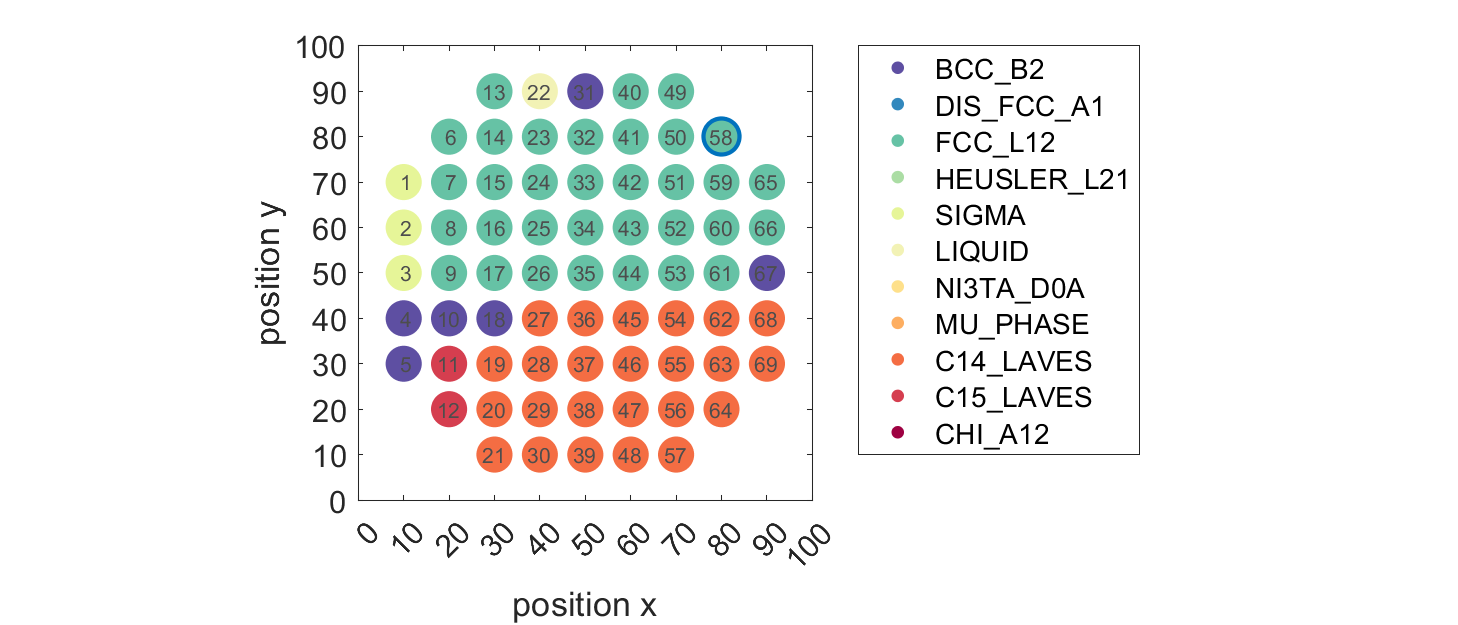 100
90
80
70
60
50
40
30
20
10
0
position y
13 22 31 40 49
6 14 23 32 41 50 58
1 7 15 24 33 42 51 59 65
2 8 16 25 34 43 52 60 66
3 9 17 26 35 44 53 61 67
4 10 18 27 36 45 54 62 68
5 11 19 28 37 46 55 63 69
12 20 29 38 47 56 64
21 30 39 48 57
0 10 20 30 40 50 60 70 80 90 100
position x
BCC_B2
DIS_FCC_A1
FCC_L12
HEUSLER_L21
SIGMA
LIQUID
NI3TA_D0A
MU_PHASE
C14_LAVES
C15_LAVES
CHI_A12